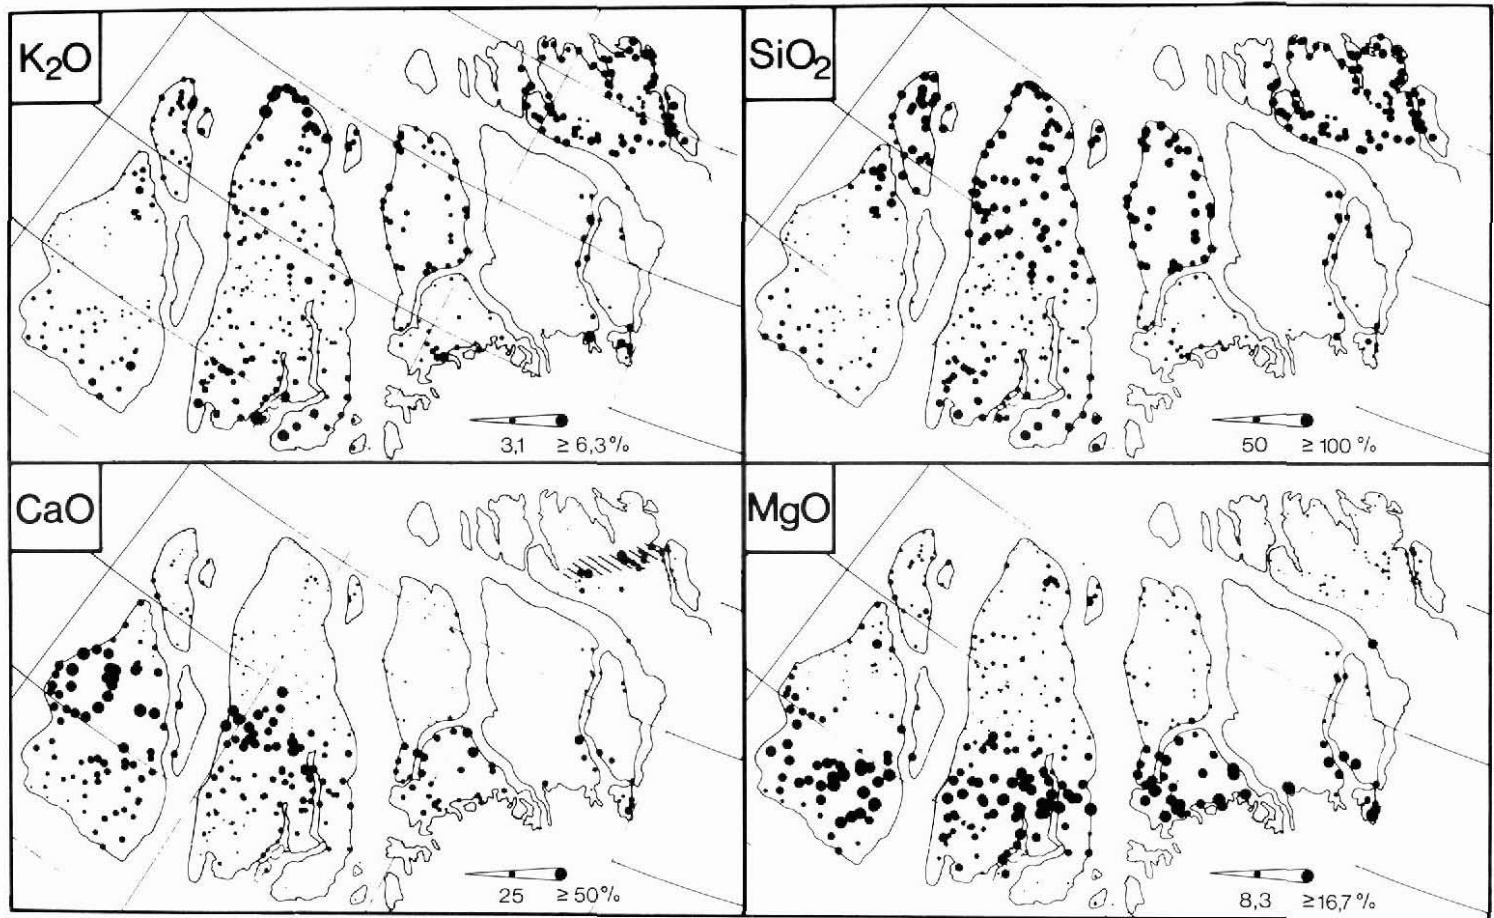 K₂O
3,1 ≥ 6,3%
SiO₂
50 ≥ 100 %
CaO
25 ≥ 50%
MgO
8,3 ≥ 16,7%